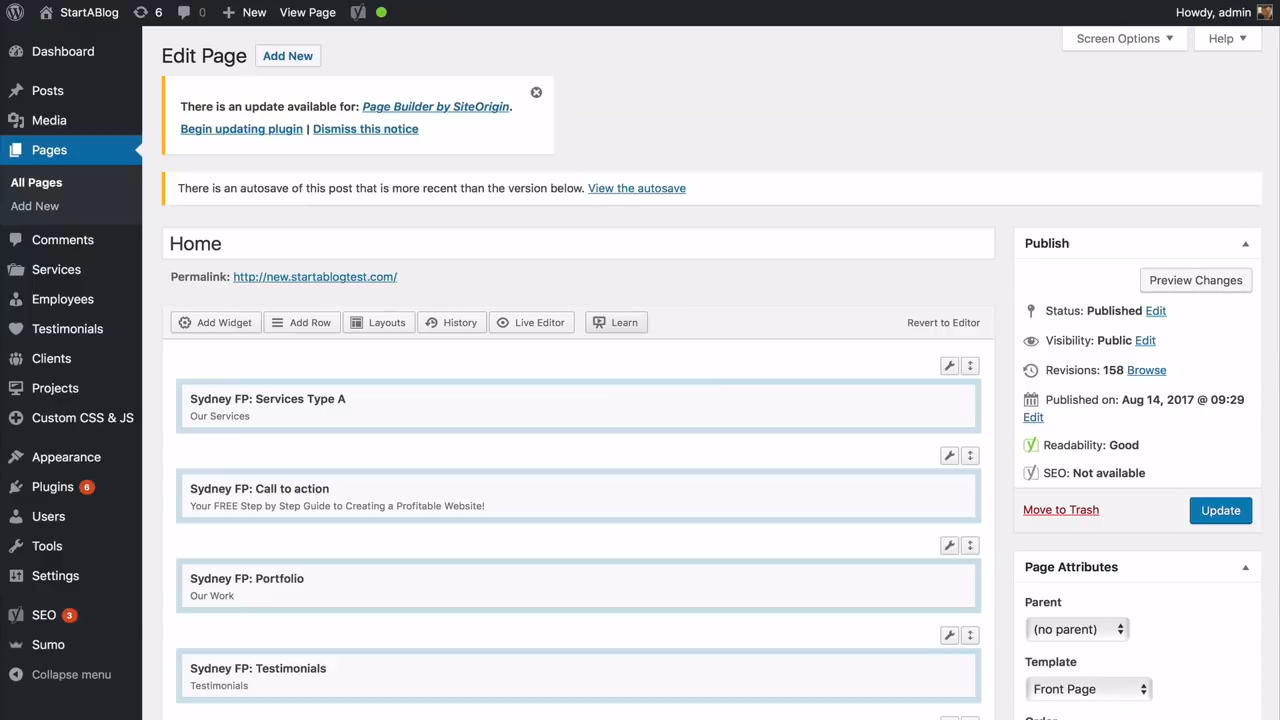 StartABlog 6 0 New View Page Howdy, admin
Dashboard
Posts
Media
Pages
All Pages
Add New
Comments
Services
Employees
Testimonials
Clients
Projects
Custom CSS & JS
Appearance
Plugins 6
Users
Tools
Settings
SEO 3
Sumo
Collapse menu
Screen Options Help
Edit Page Add New
There is an update available for: Page Builder by SiteOrigin.
Begin updating plugin | Dismiss this notice
There is an autosave of this post that is more recent than the version below. View the autosave
Home
Permalink: http://new.startablogtest.com/
Add Widget Add Row Layouts History Live Editor Learn Revert to Editor
Sydney FP: Services Type A
Our Services
Sydney FP: Call to action
Your FREE Step by Step Guide to Creating a Profitable Website!
Sydney FP: Portfolio
Our Work
Sydney FP: Testimonials
Testimonials
Publish
Preview Changes
Status: Published Edit
Visibility: Public Edit
Revisions: 158 Browse
Published on: Aug 14, 2017 @ 09:29
Edit
Readability: Good
SEO: Not available
Move to Trash Update
Page Attributes
Parent
(no parent)
Template
Front Page